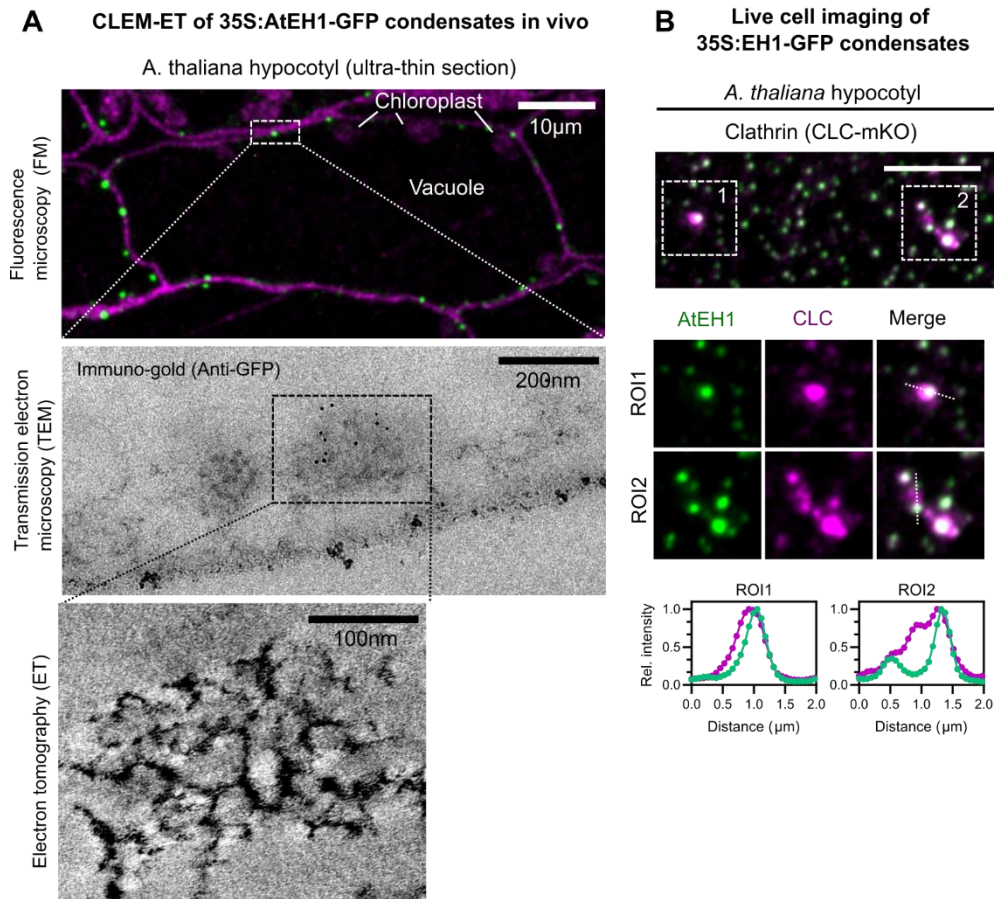 A
CLEM-ET of 35S:AtEH1-GFP condensates in vivo
A. thaliana hypocotyl (ultra-thin section)
Fluorescence
microscopy (FM)
Chloroplast
10µm
Vacuole
Transmission electron
microscopy (TEM)
Immuno-gold (Anti-GFP)
200nm
Electron tomography (ET)
100nm
B
Live cell imaging of
35S:EH1-GFP condensates
A. thaliana hypocotyl
Clathrin (CLC-mKO)
1
2
AtEH1
CLC
Merge
ROI1
ROI2
ROI1
ROI2
Rel. intensity
1.0
0.5
0.0
0.0
0.5
1.0
1.5
2.0
Distance (µm)
1.0
0.5
0.0
0.0
0.5
1.0
1.5
2.0
Distance (µm)